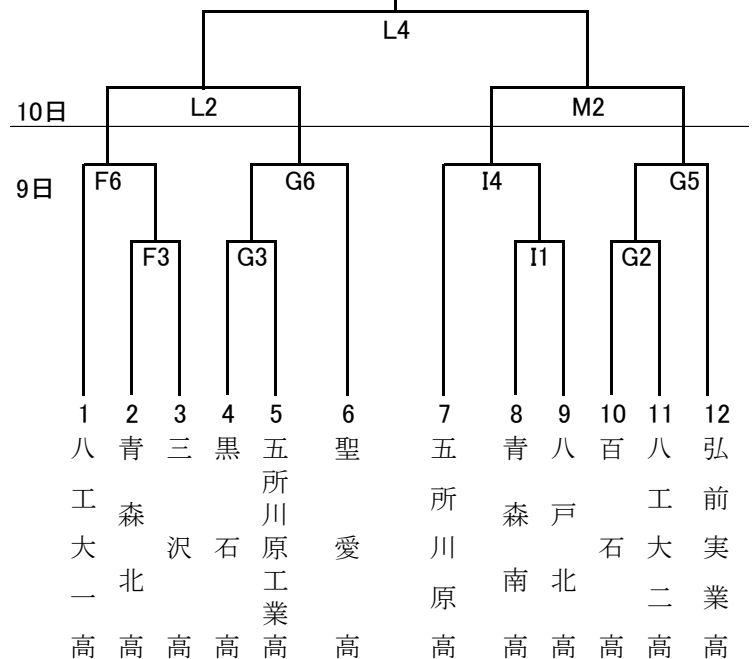 L4
10日
L2
M2
9日
F6
G6
I4
G5
F3
G3
I1
G2
1
2
3
4
5
6
7
8
9
10
11
12
八工大一高
青森北高
三沢高
黒石高
五所川原工業高
聖愛高
五所川原高
青森南高
八戸北高
百石高
八工大二高
弘前実業高